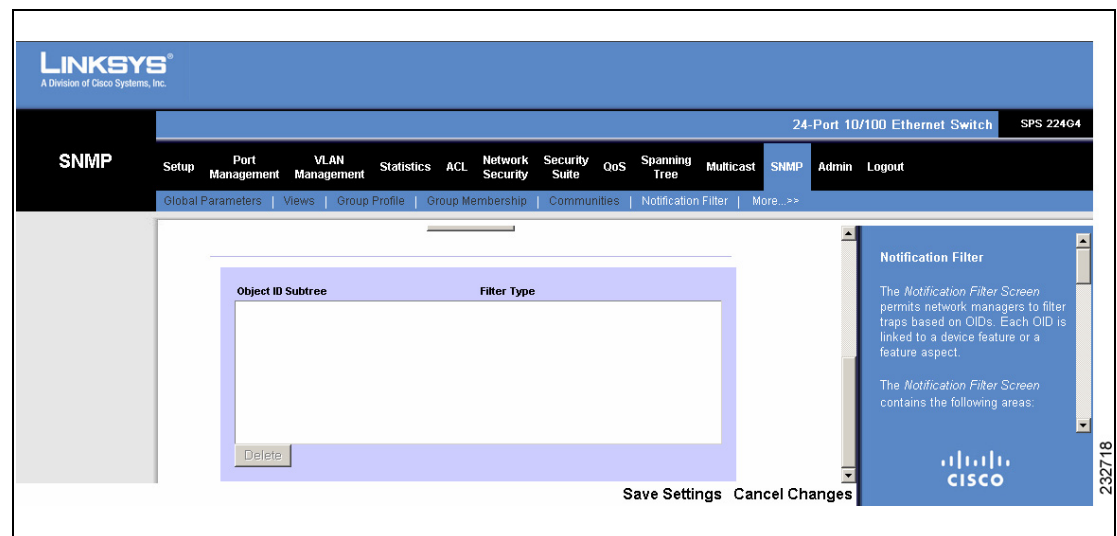 LINKSYS®
A Division of Cisco Systems, Inc.
24-Port 10/100 Ethernet Switch SPS 224G4
SNMP
Setup Port Management VLAN Management Statistics ACL Network Security Security Suite QoS Spanning Tree Multicast SNMP Admin Logout
Global Parameters | Views | Group Profile | Group Membership | Communities | Notification Filter | More...>>
Object ID Subtree Filter Type
Delete
Save Settings Cancel Changes
Notification Filter
The Notification Filter Screen
permits network managers to filter
traps based on OIDs. Each OID is
linked to a device feature or a
feature aspect.
The Notification Filter Screen
contains the following areas:
CISCO
232718